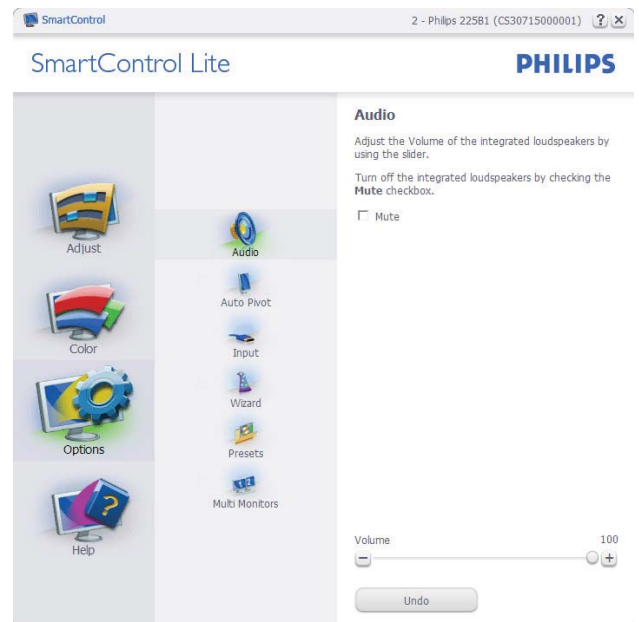 SmartControl
2 - Philips 225B1 (CS30715000001)
?
SmartControl Lite
PHILIPS
Adjust
Color
Options
?
Help
Audio
Auto Pivot
Input
Wizard
Presets
1 2
Multi Monitors
Audio
Adjust the Volume of the integrated loudspeakers by
using the slider.
Turn off the integrated loudspeakers by checking the
Mute checkbox.
Mute
Volume 100
Undo